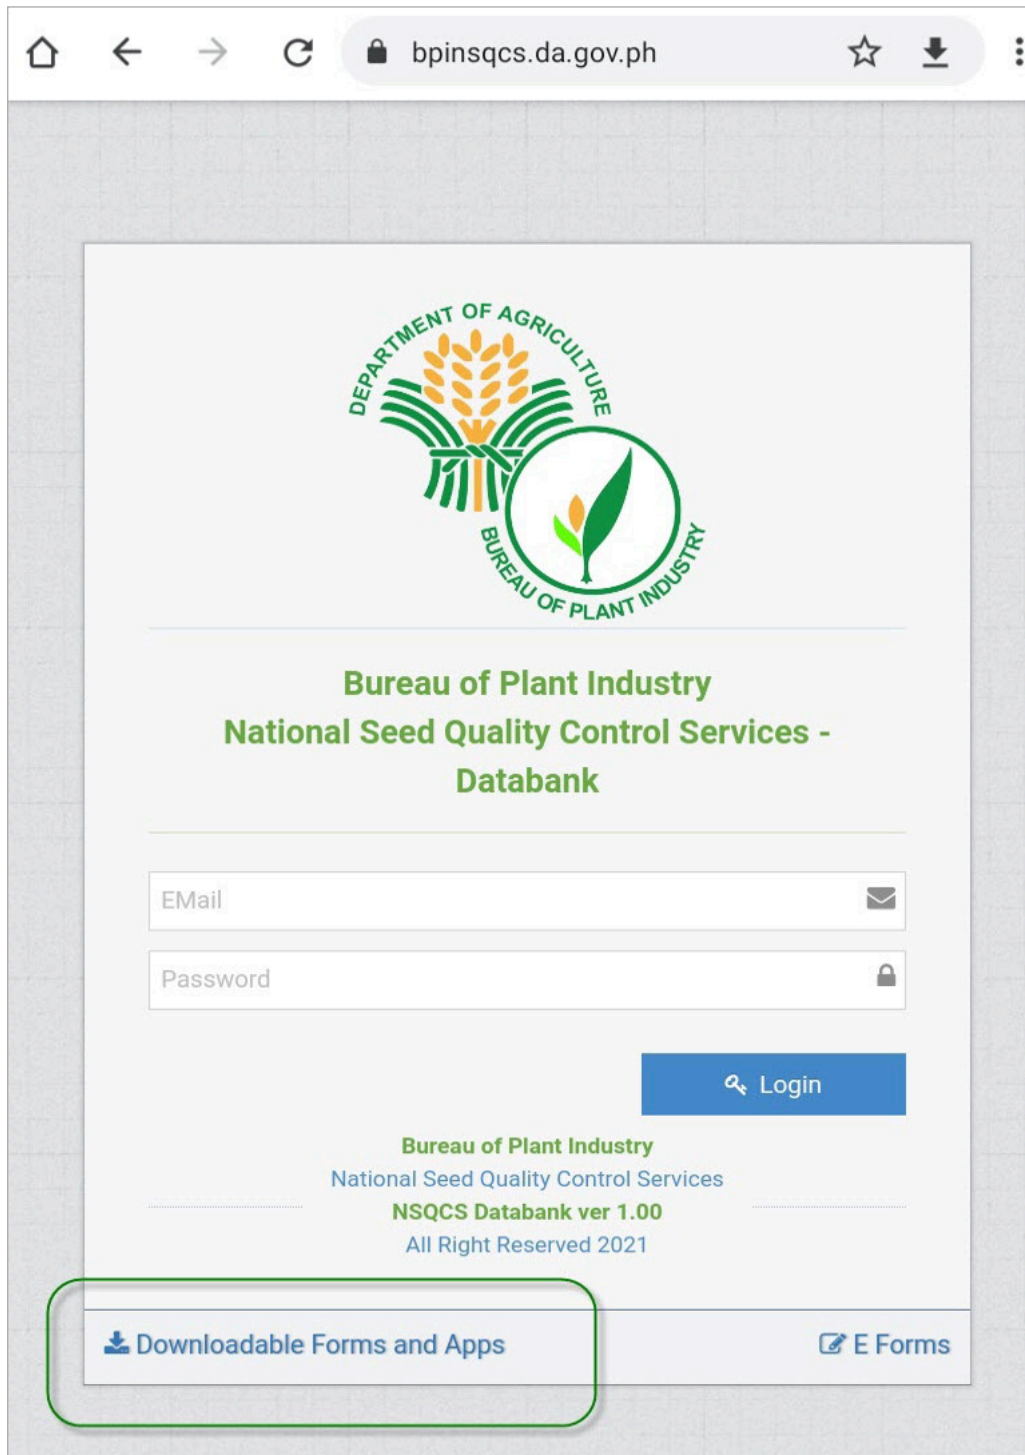 bpinsqcs.da.gov.ph
DEPARTMENT OF AGRICULTURE
BUREAU OF PLANT INDUSTRY
Bureau of Plant Industry
National Seed Quality Control Services -
Databank
EMail
Password
Login
Bureau of Plant Industry
National Seed Quality Control Services
NSQCS Databank ver 1.00
All Right Reserved 2021
Downloadable Forms and Apps
E Forms